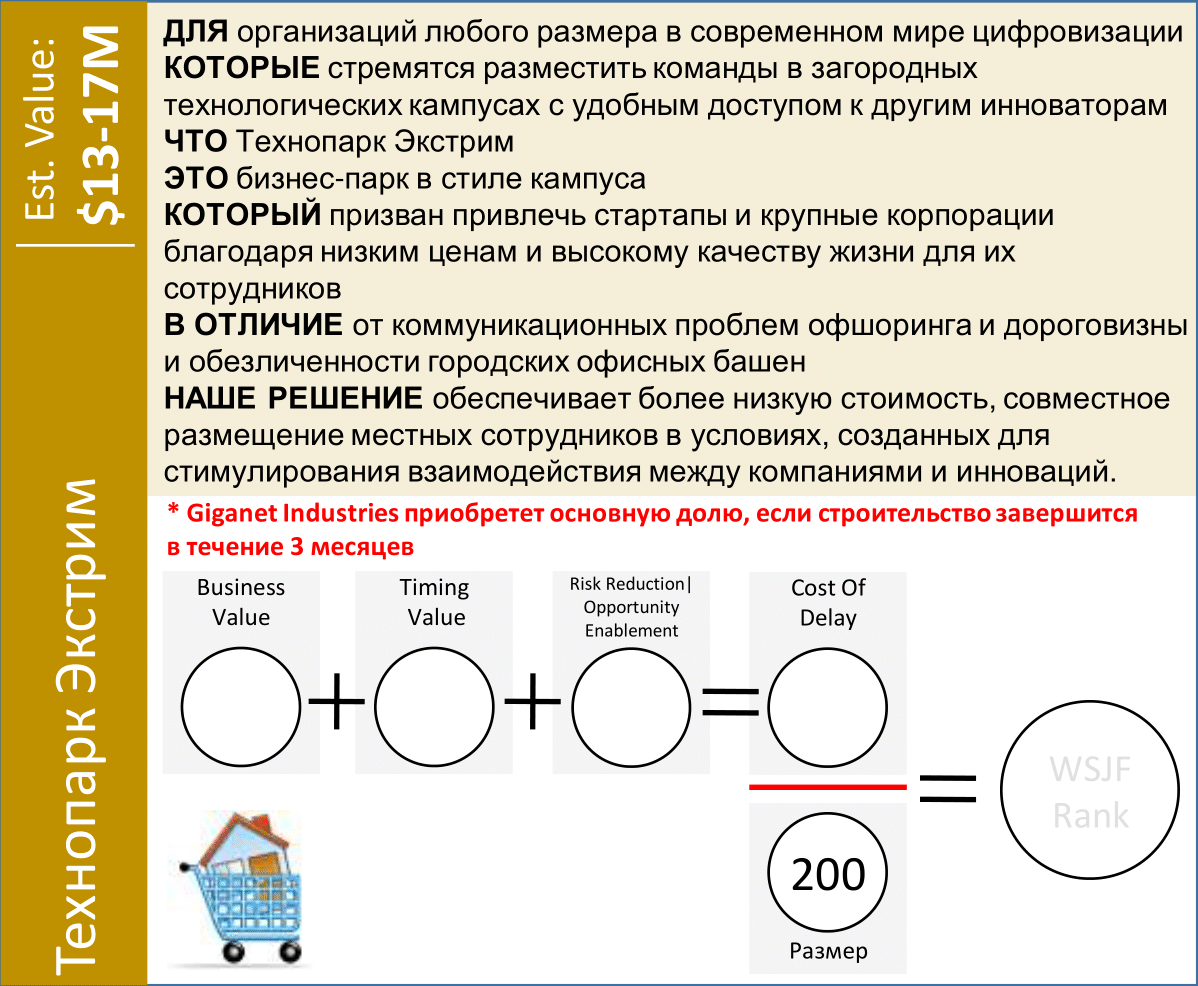 Est. Value:
$13-17M
Технопарк Экстрим
ДЛЯ организаций любого размера в современном мире цифровизации
КОТОРЫЕ стремятся разместить команды в загородных
технологических кампусах с удобным доступом к другим инноваторам
ЧТО Технопарк Экстрим
ЭТО бизнес-парк в стиле кампуса
КОТОРЫЙ призван привлечь стартапы и крупные корпорации
благодаря низким ценам и высокому качеству жизни для их
сотрудников
В ОТЛИЧИЕ от коммуникационных проблем офшоринга и дороговизны
и обезличенности городских офисных башен
НАШЕ РЕШЕНИЕ обеспечивает более низкую стоимость, совместное
размещение местных сотрудников в условиях, созданных для
стимулирования взаимодействия между компаниями и инноваций.
* Giganet Industries приобретет основную долю, если строительство завершится
в течение 3 месяцев
Business
Value
+
Timing
Value
+
Risk Reduction|
Opportunity
Enablement
=
Cost Of
Delay
200
Размер
=
WSJF
Rank